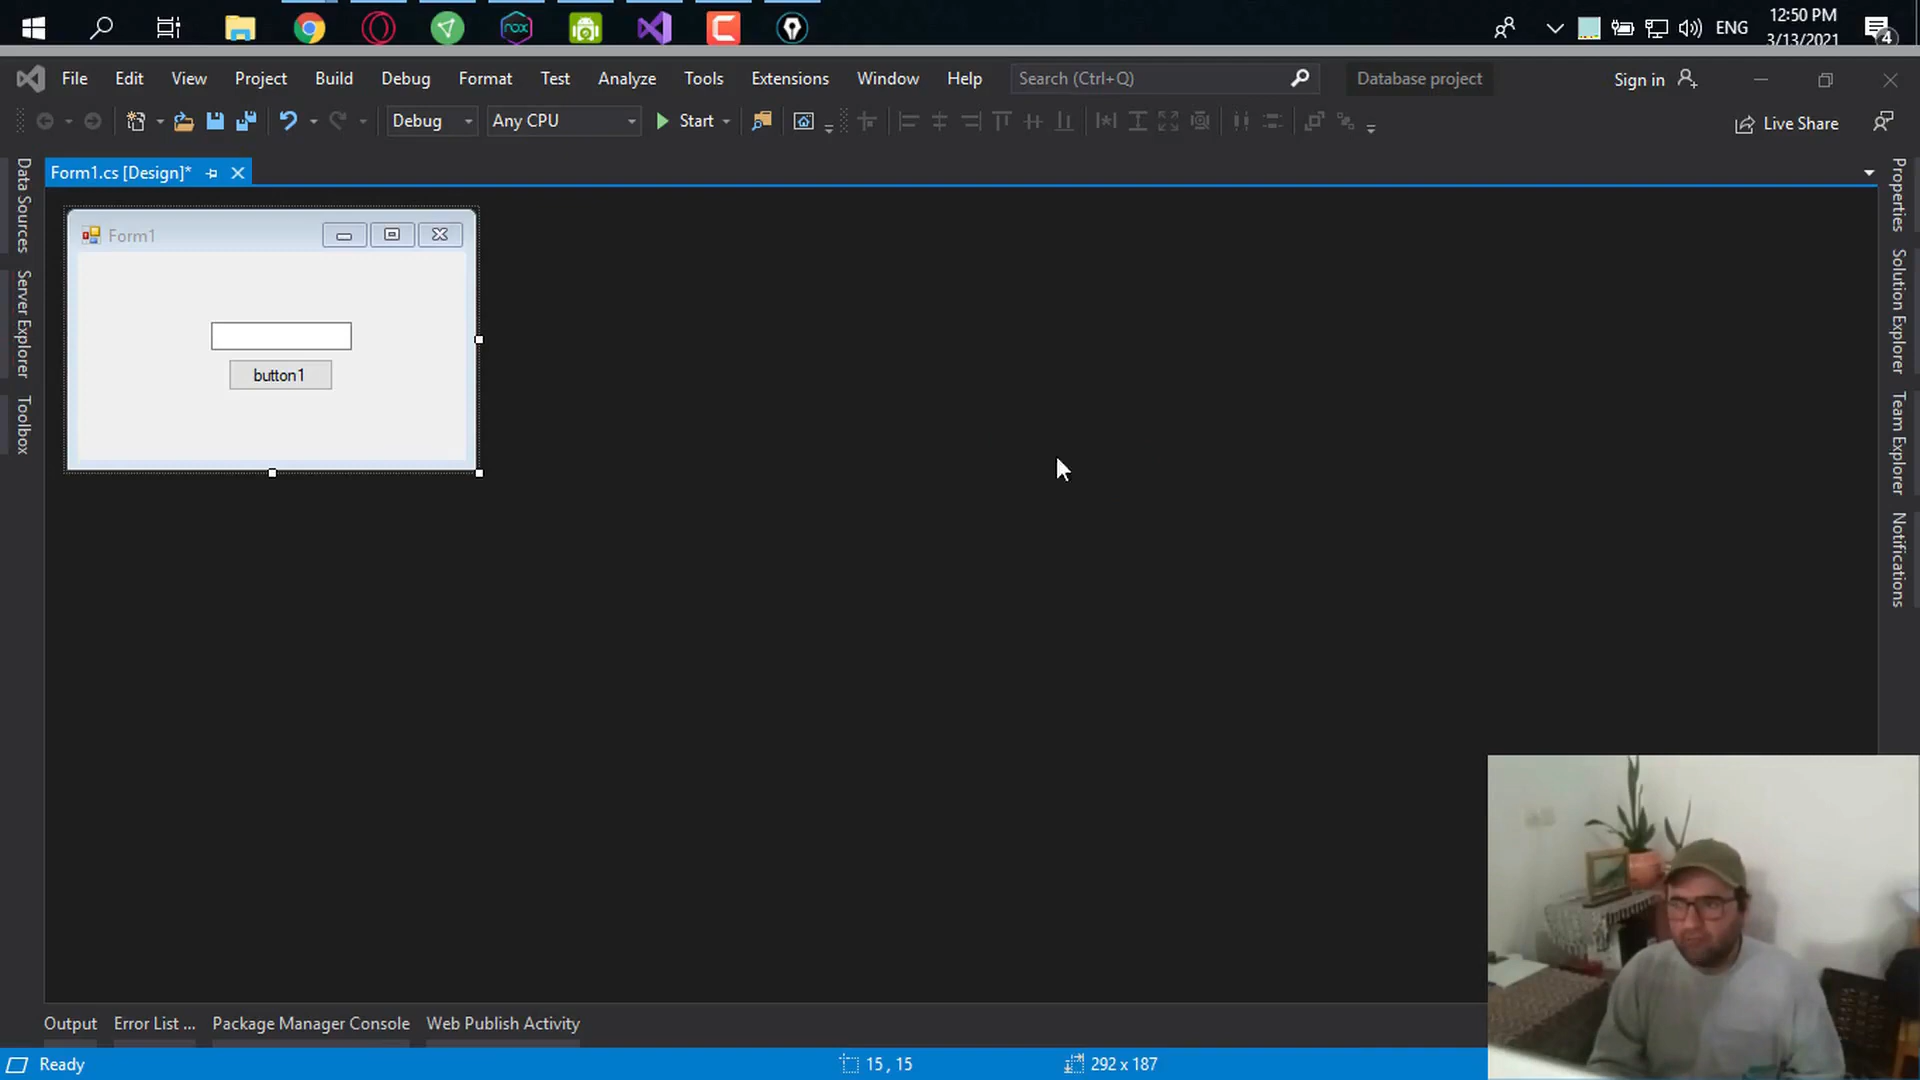 12:50 PM
ENG
3/13/2021
4
nox
File Edit View Project Build Debug Format Test Analyze Tools Extensions Window Help Search (Ctrl+Q) Database project Sign in
Debug Any CPU Start Live Share
Form1.cs [Design]*
Data Sources
Server Explorer
Toolbox
Form1
button1
Properties
Solution Explorer
Team Explorer
Notifications
Output Error List ... Package Manager Console Web Publish Activity
Ready 15 , 15 292 x 187